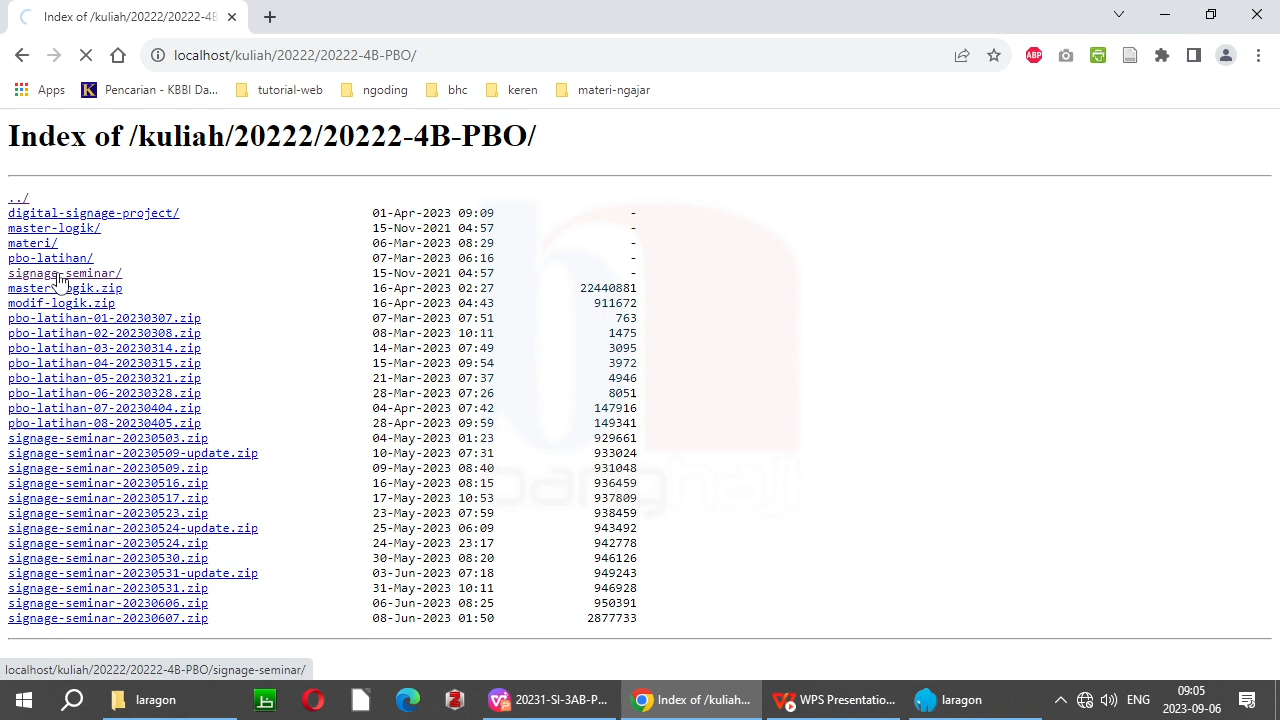 Index of /kuliah/20222/20222-4B
localhost/kuliah/20222/20222-4B-PBO/
Apps Pencarian - KBBI Da... tutorial-web ngoding bhc keren materi-ngajar
Index of /kuliah/20222/20222-4B-PBO/
../
digital-signage-project/ 01-Apr-2023 09:09 -
master-logik/ 15-Nov-2021 04:57 -
materi/ 06-Mar-2023 08:29 -
pbo-latihan/ 07-Mar-2023 06:16 -
signage-seminar/ 15-Nov-2021 04:57 -
master-logik.zip 16-Apr-2023 02:27 22440881
modif-logik.zip 16-Apr-2023 04:43 911672
pbo-latihan-01-20230307.zip 07-Mar-2023 07:51 763
pbo-latihan-02-20230308.zip 08-Mar-2023 10:11 1475
pbo-latihan-03-20230314.zip 14-Mar-2023 07:49 3095
pbo-latihan-04-20230315.zip 15-Mar-2023 09:54 3972
pbo-latihan-05-20230321.zip 21-Mar-2023 07:37 4946
pbo-latihan-06-20230328.zip 28-Mar-2023 07:26 8051
pbo-latihan-07-20230404.zip 04-Apr-2023 07:42 147916
pbo-latihan-08-20230405.zip 28-Apr-2023 09:59 149341
signage-seminar-20230503.zip 04-May-2023 01:23 929661
signage-seminar-20230509-update.zip 10-May-2023 07:31 933024
signage-seminar-20230509.zip 09-May-2023 08:40 931048
signage-seminar-20230516.zip 16-May-2023 08:15 936459
signage-seminar-20230517.zip 17-May-2023 10:53 937809
signage-seminar-20230523.zip 23-May-2023 07:59 938459
signage-seminar-20230524-update.zip 25-May-2023 06:09 943492
signage-seminar-20230524.zip 24-May-2023 23:17 942778
signage-seminar-20230530.zip 30-May-2023 08:20 946126
signage-seminar-20230531-update.zip 03-Jun-2023 07:18 949243
signage-seminar-20230531.zip 31-May-2023 10:11 946928
signage-seminar-20230606.zip 06-Jun-2023 08:25 950391
signage-seminar-20230607.zip 08-Jun-2023 01:50 2877733
localhost/kuliah/20222/20222-4B-PBO/signage-seminar/
laragon 20231-SI-3AB-P... Index of /kuliah... WPS Presentatio... laragon ENG 09:05
2023-09-06